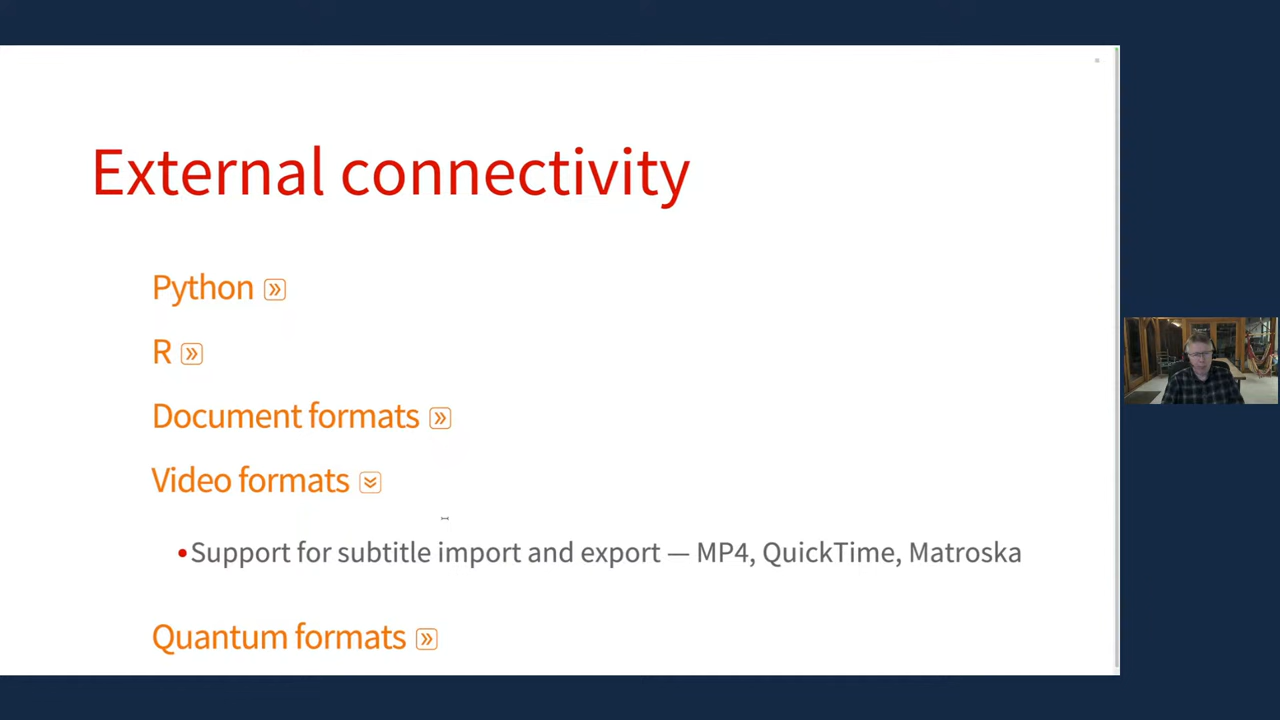 External connectivity
Python
R
Document formats
Video formats
•Support for subtitle import and export — MP4, QuickTime, Matroska
Quantum formats